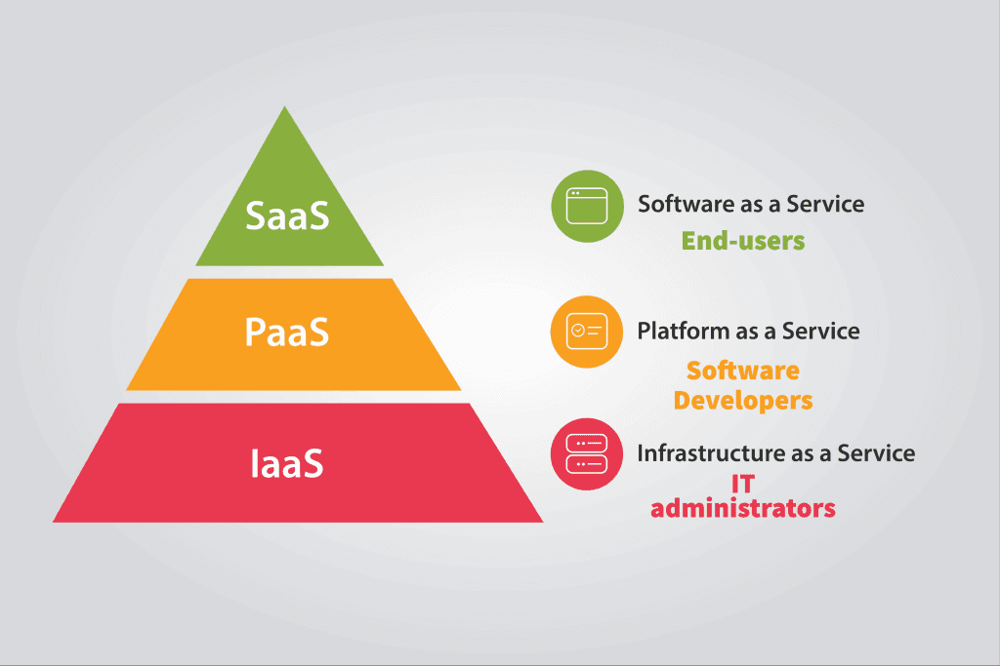 SaaS
Software as a Service
End-users
PaaS
Platform as a Service
Software
Developers
IaaS
Infrastructure as a Service
IT
administrators